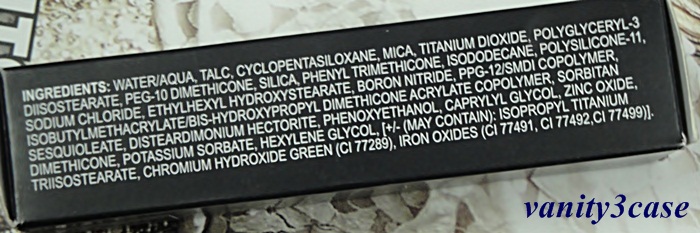 INGREDIENTS: WATER/AQUA, TALC, CYCLOPENTASILOXANE, MICA, TITANIUM DIOXIDE, POLYGLYCERYL-3
DIISOSTEARATE, PEG-10 DIMETHICONE, SILICA, PHENYL TRIMETHICONE, ISODODECANE, POLYSILICONE-11,
SODIUM CHLORIDE, ETHYLHEXYL HYDROXYSTEARATE, BORON NITRIDE, PPG-12/SMDI COPOLYMER,
ISOBUTYLMETHACRYLATE/BIS-HYDROXYPROPYL DIMETHICONE ACRYLATE COPOLYMER, SORBITAN
SESQUIOLEATE, DISTEARDIMONIUM HECTORITE, PHENOXYETHANOL, CAPRYLYL GLYCOL, ZINC OXIDE,
DIMETHICONE, POTASSIUM SORBATE, HEXYLENE GLYCOL, [+/- (MAY CONTAIN): ISOPROPYL TITANIUM
TRIISOSTEARATE, CHROMIUM HYDROXIDE GREEN (CI 77289), IRON OXIDES (CI 77491, CI 77492,CI 77499)].
vanity3case